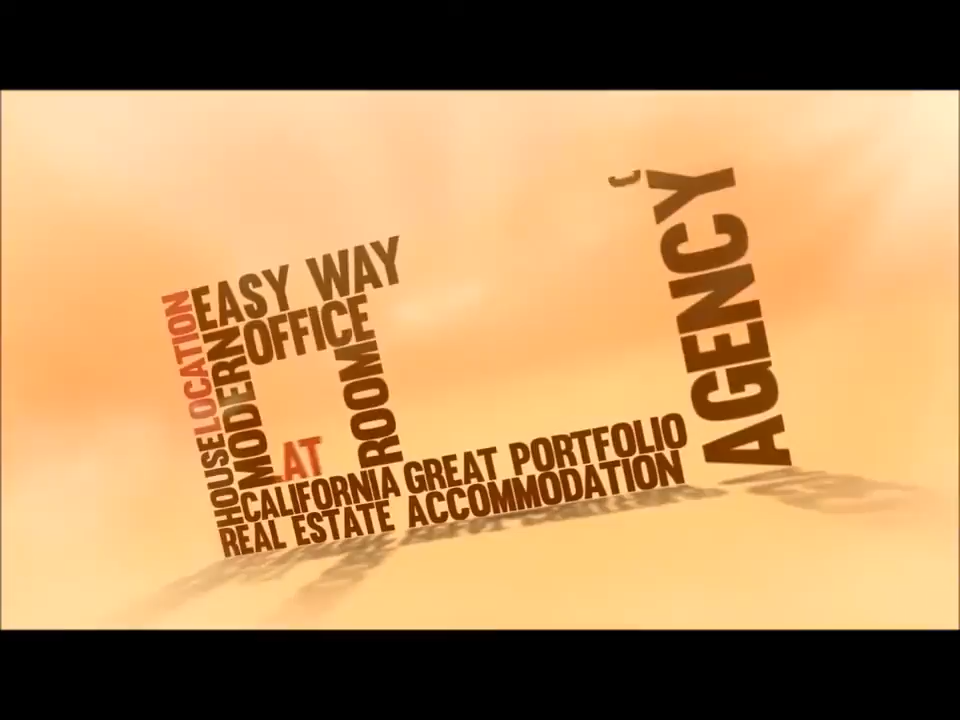 EASY WAY
OFFICE
LOCATION
HOUSE
MODERN
ROOM
AT
AGENCY
CALIFORNIA GREAT PORTFOLIO
REAL ESTATE ACCOMMODATION